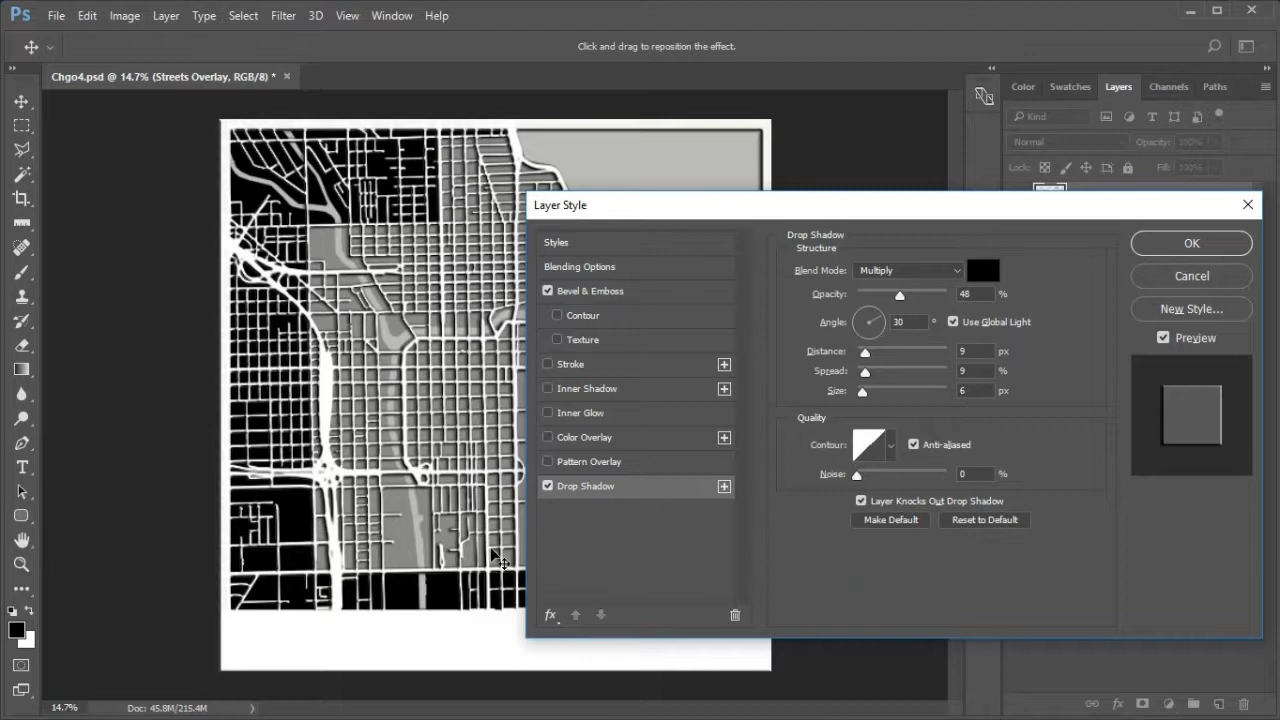 Ps File Edit Image Layer Type Select Filter 3D View Window Help
Click and drag to reposition the effect.
Chgo4.psd @ 14.7% (Streets Overlay, RGB/8) * ×
Color Swatches Layers Channels Paths
Kind
Normal Opacity: 100%
Lock: Fill: 100%
Layer Style
Styles
Blending Options
Bevel & Emboss
Contour
Texture
Stroke
Inner Shadow
Inner Glow
Color Overlay
Pattern Overlay
Drop Shadow
fx
Drop Shadow
Structure
Blend Mode: Multiply
Opacity: 48 %
Angle: 30 ° Use Global Light
Distance: 9 px
Spread: 9 %
Size: 6 px
Quality
Contour: Anti-aliased
Noise: 0 %
Layer Knocks Out Drop Shadow
Make Default Reset to Default
OK
Cancel
New Style...
Preview
14.7% Doc: 45.8M/215.4M
fx